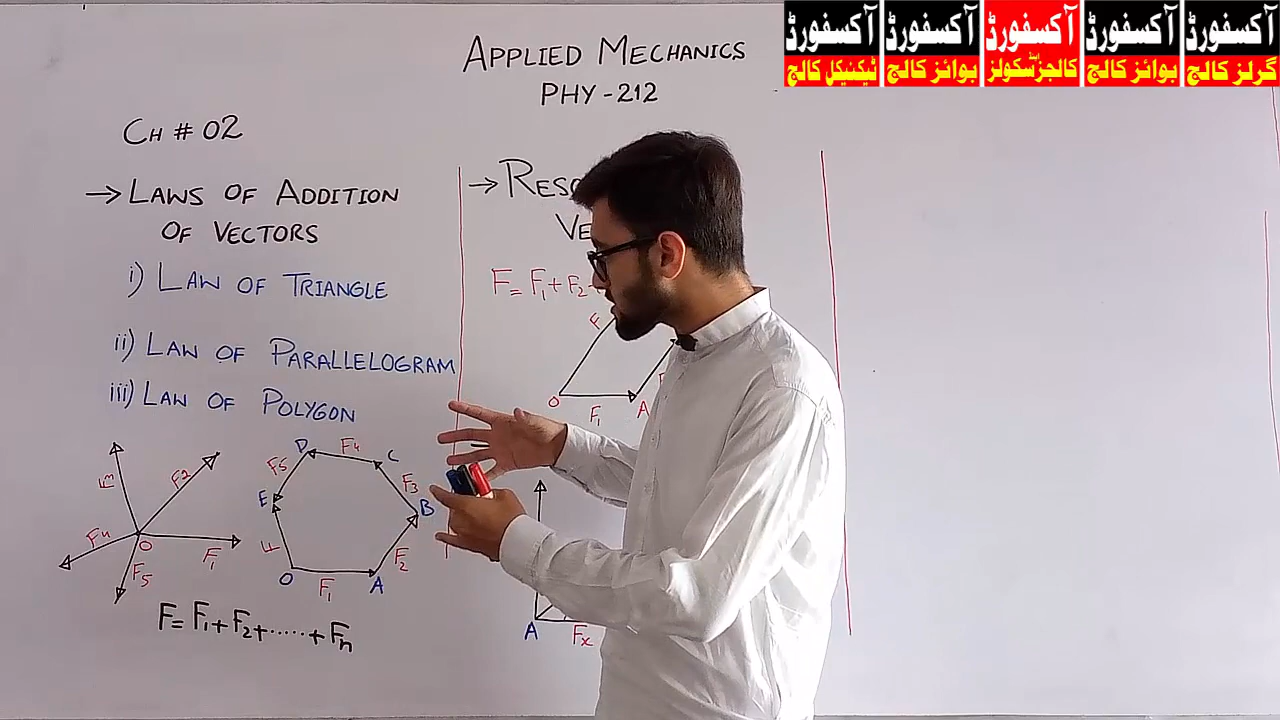 APPLIED MECHANICS
PHY-212
آکسفورڈ
ٹیکنیکل کالج
آکسفورڈ
بوائز کالج
آکسفورڈ
کالجز اینڈ سکولز
آکسفورڈ
بوائز کالج
آکسفورڈ
گرلز کالج
CH # 02
→ LAWS OF ADDITION
OF VECTORS
i) LAW OF TRIANGLE
ii) LAW OF PARALLELOGRAM
iii) LAW OF POLYGON
F3
F2
F4
O
F1
F5
D
F4
C
F5
F3
E
B
F
F2
O
F1
A
F = F1 + F2 + ...... + Fn
→ RESO
VE
F = F1 + F2
F
O
F1
A
A
Fx